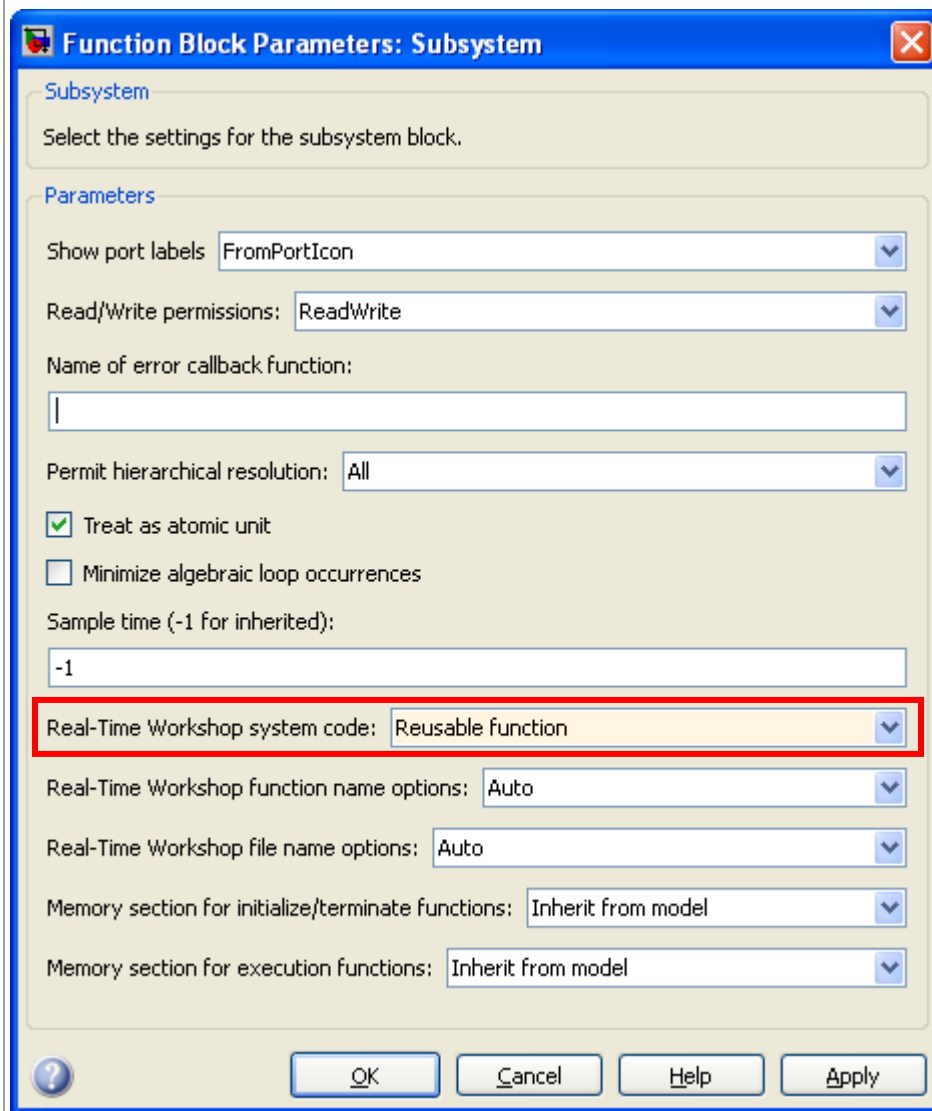 Function Block Parameters: Subsystem
Subsystem
Select the settings for the subsystem block.
Parameters
Show port labels FromPortIcon
Read/Write permissions: ReadWrite
Name of error callback function:
Permit hierarchical resolution: All
Treat as atomic unit
Minimize algebraic loop occurrences
Sample time (-1 for inherited):
-1
Real-Time Workshop system code: Reusable function
Real-Time Workshop function name options: Auto
Real-Time Workshop file name options: Auto
Memory section for initialize/terminate functions: Inherit from model
Memory section for execution functions: Inherit from model
? OK Cancel Help Apply